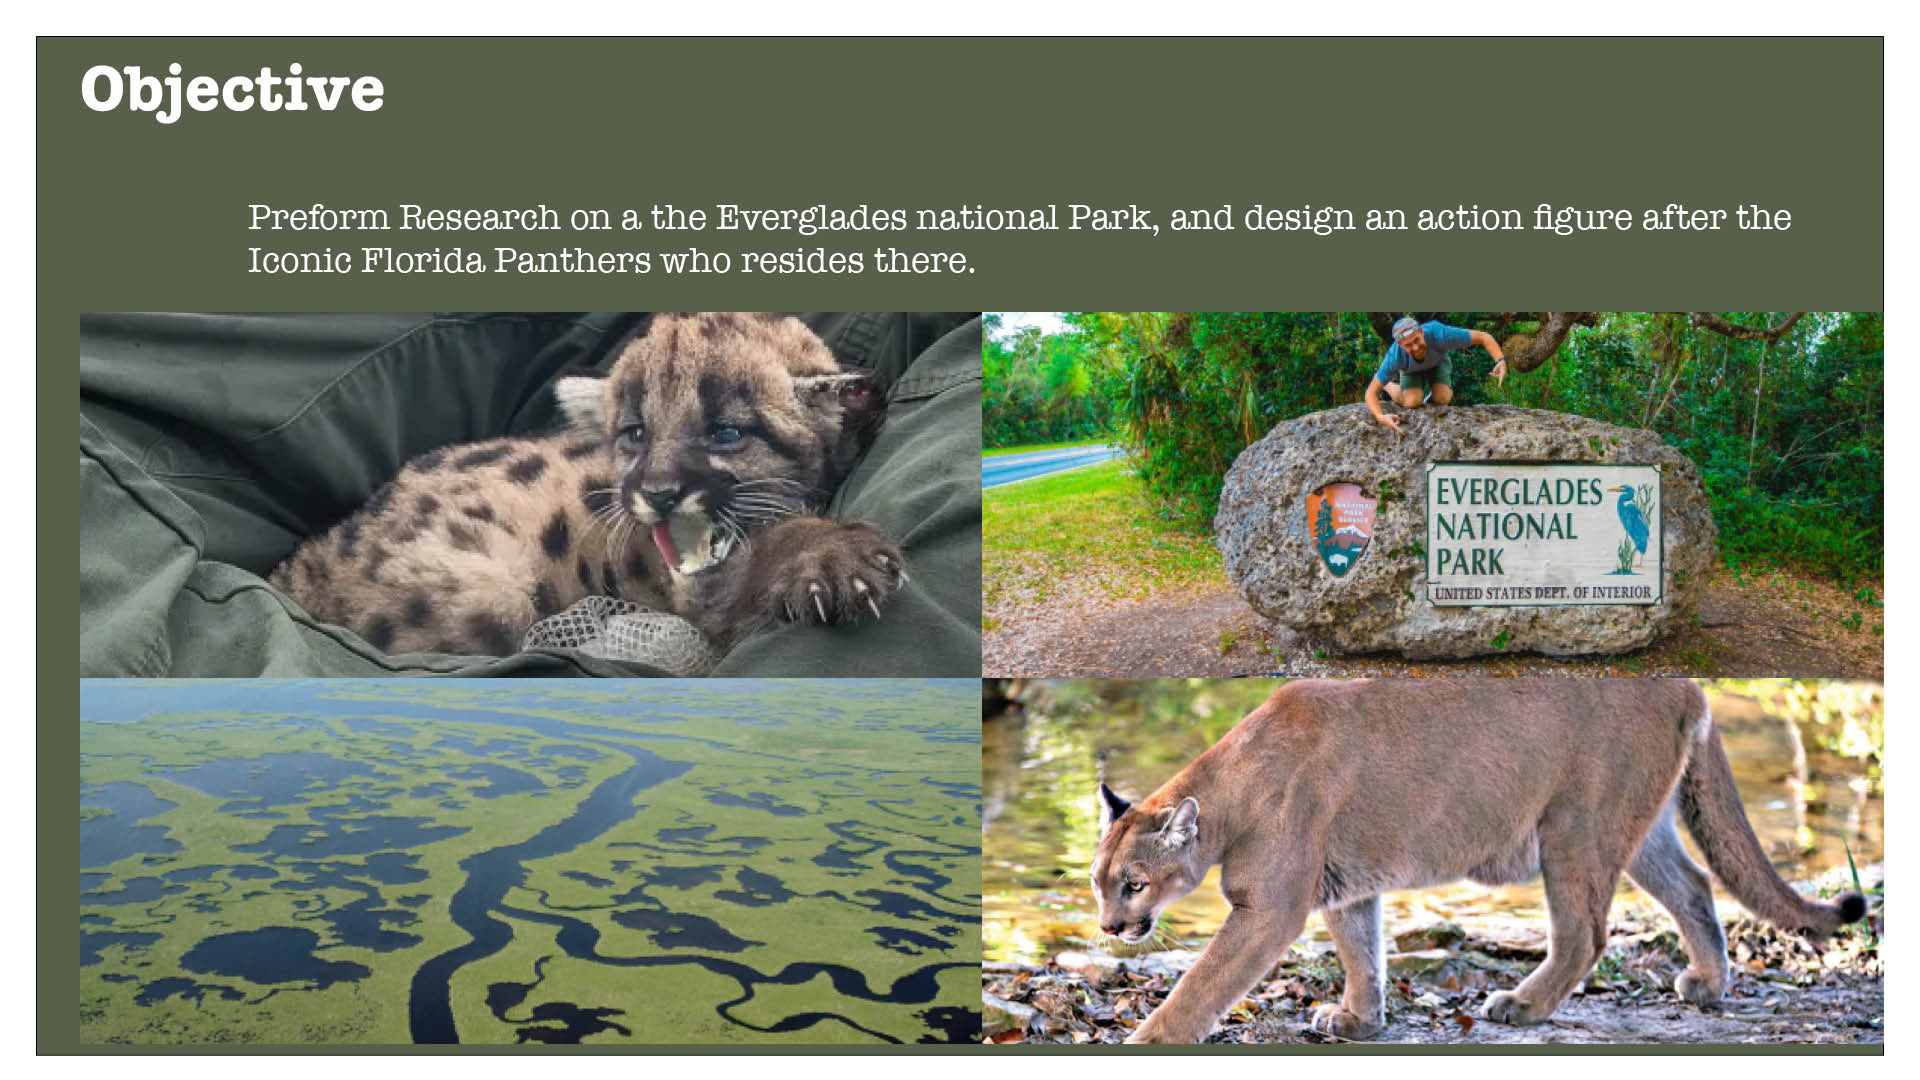 Objective
Preform Research on a the Everglades national Park, and design an action figure after the
Iconic Florida Panthers who resides there.
NATIONAL
PARK
SERVICE
EVERGLADES
NATIONAL
PARK
UNITED STATES DEPT. OF INTERIOR